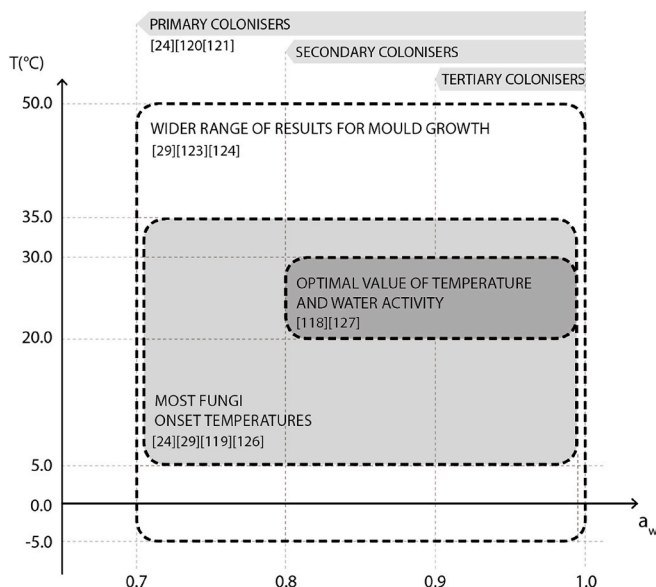 PRIMARY COLONISERS
[24][120][121]
SECONDARY COLONISERS
T(°C)
TERTIARY COLONISERS
50.0
WIDER RANGE OF RESULTS FOR MOULD GROWTH
[29][123][124]
35.0
30.0
OPTIMAL VALUE OF TEMPERATURE
AND WATER ACTIVITY
[118][127]
20.0
MOST FUNGI
ONSET TEMPERATURES
[24][29][119][126]
5.0
0.0
a_w
-5.0
0.7 0.8 0.9 1.0